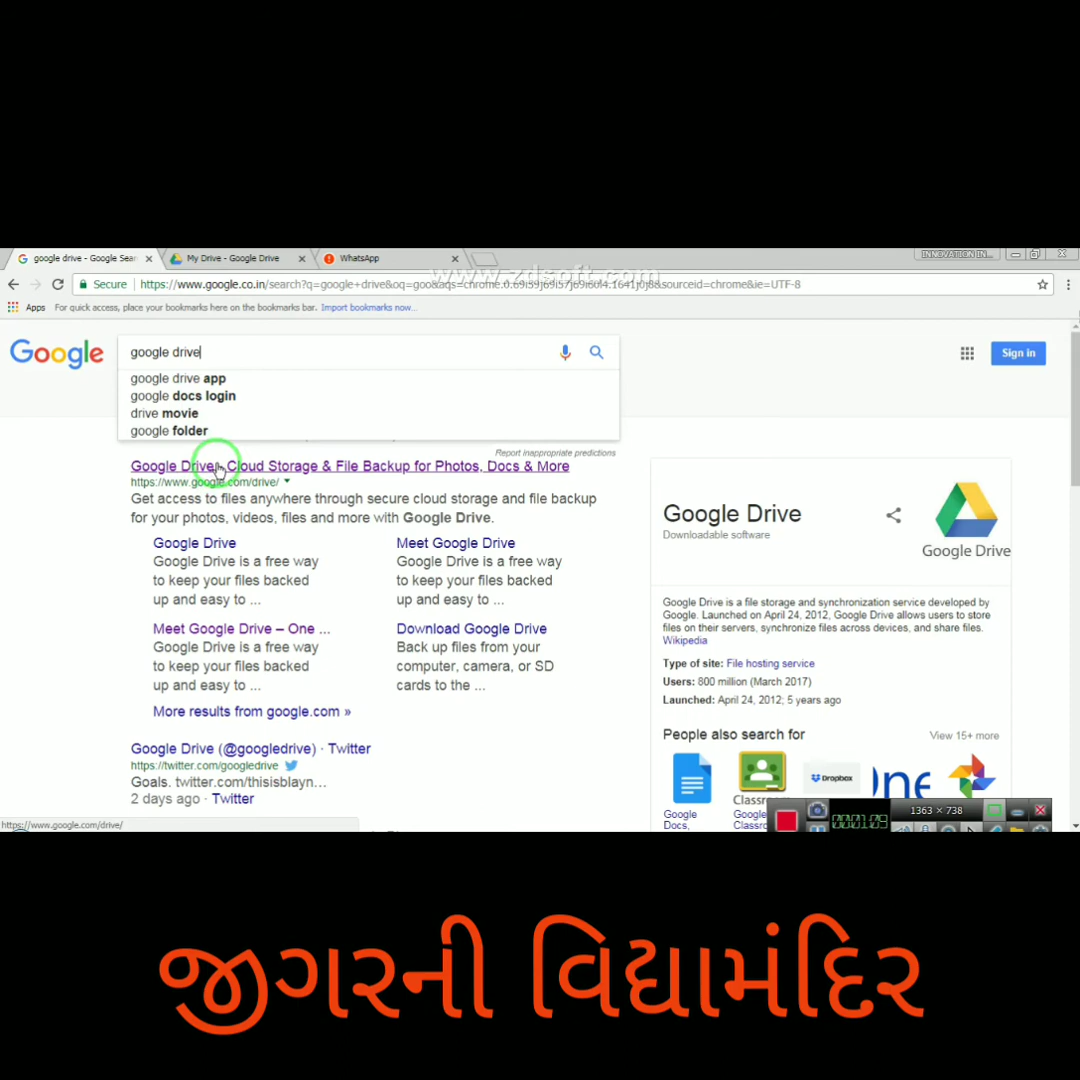 google drive - Google Sear
My Drive - Google Drive
WhatsApp
INNOVATION IN...
www.zdsoft.com
Secure
https://www.google.co.in/search?q=google+drive&oq=goo&aqs=chrome.0.69i59j69i57j69i60l4.1641j0j8&sourceid=chrome&ie=UTF-8
Apps For quick access, place your bookmarks here on the bookmarks bar. Import bookmarks now...
Google
google drive
Sign in
google drive app
google docs login
drive movie
google folder
Report inappropriate predictions
Google Drive: Cloud Storage & File Backup for Photos, Docs & More
https://www.google.com/drive/
Get access to files anywhere through secure cloud storage and file backup
for your photos, videos, files and more with Google Drive.
Google Drive
Google Drive is a free way
to keep your files backed
up and easy to ...
Meet Google Drive
Google Drive is a free way
to keep your files backed
up and easy to ...
Meet Google Drive – One ...
Google Drive is a free way
to keep your files backed
up and easy to ...
Download Google Drive
Back up files from your
computer, camera, or SD
cards to the ...
More results from google.com »
Google Drive (@googledrive) · Twitter
https://twitter.com/googledrive
Goals. twitter.com/thisisblayn...
2 days ago · Twitter
https://www.google.com/drive/
Google Drive
Downloadable software
Google Drive
Google Drive is a file storage and synchronization service developed by
Google. Launched on April 24, 2012, Google Drive allows users to store
files on their servers, synchronize files across devices, and share files.
Wikipedia
Type of site: File hosting service
Users: 800 million (March 2017)
Launched: April 24, 2012; 5 years ago
People also search for
View 15+ more
Dropbox
Google
Docs,
Classroom
Google
Classro
1363 × 738
00:01:09
જીગરની વિદ્યામંદિર